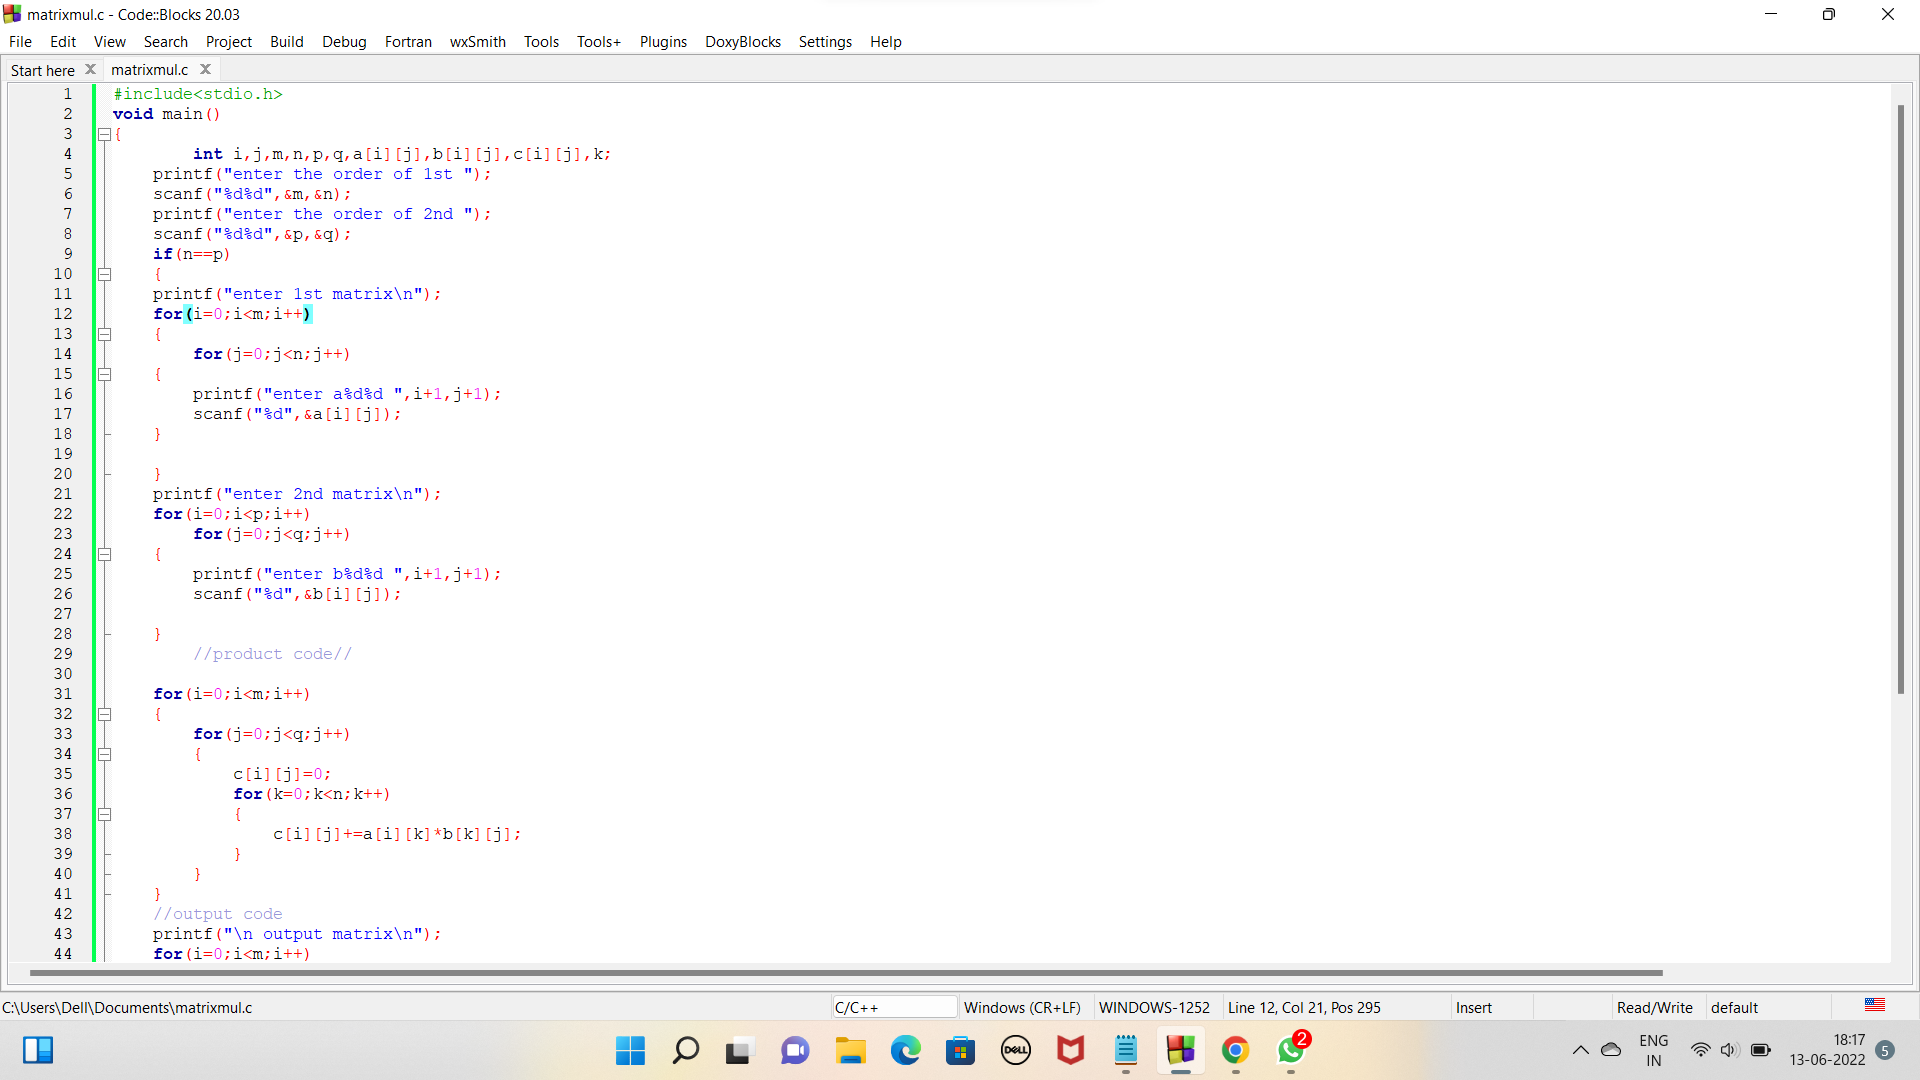 matrixmul.c - Code::Blocks 20.03
File Edit View Search Project Build Debug Fortran wxSmith Tools Tools+ Plugins DoxyBlocks Settings Help
Start here matrixmul.c
1 #include<stdio.h>
2 void main()
3 {
4 int i,j,m,n,p,q,a[i][j],b[i][j],c[i][j],k;
5 printf("enter the order of 1st ");
6 scanf("%d%d",&m,&n);
7 printf("enter the order of 2nd ");
8 scanf("%d%d",&p,&q);
9 if(n==p)
10 {
11 printf("enter 1st matrix\n");
12 for(i=0;i<m;i++)
13 {
14 for(j=0;j<n;j++)
15 {
16 printf("enter a%d%d ",i+1,j+1);
17 scanf("%d",&a[i][j]);
18 }
19
20 }
21 printf("enter 2nd matrix\n");
22 for(i=0;i<p;i++)
23 for(j=0;j<q;j++)
24 {
25 printf("enter b%d%d ",i+1,j+1);
26 scanf("%d",&b[i][j]);
27
28 }
29 //product code//
30
31 for(i=0;i<m;i++)
32 {
33 for(j=0;j<q;j++)
34 {
35 c[i][j]=0;
36 for(k=0;k<n;k++)
37 {
38 c[i][j]+=a[i][k]*b[k][j];
39 }
40 }
41 }
42 //output code
43 printf("\n output matrix\n");
44 for(i=0;i<m;i++)
C:\Users\Dell\Documents\matrixmul.c C/C++ Windows (CR+LF) WINDOWS-1252 Line 12, Col 21, Pos 295 Insert Read/Write default
DELL 2 ENG 18:17
IN 13-06-2022 5